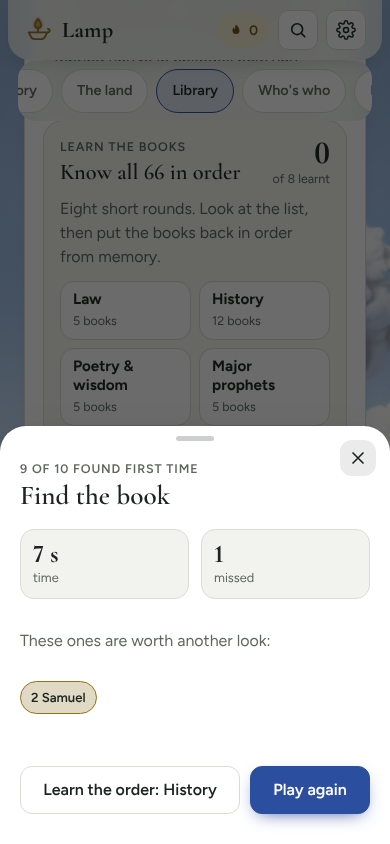 Lamp
0
The land
Library
Who's who
LEARN THE BOOKS
0
Know all 66 in order
of 8 learnt
Eight short rounds. Look at the list,
then put the books back in order
from memory.
Law
5 books
History
12 books
Poetry &
wisdom
5 books
Major
prophets
5 books
9 OF 10 FOUND FIRST TIME
Find the book
7 s
time
1
missed
These ones are worth another look:
2 Samuel
Learn the order: History
Play again